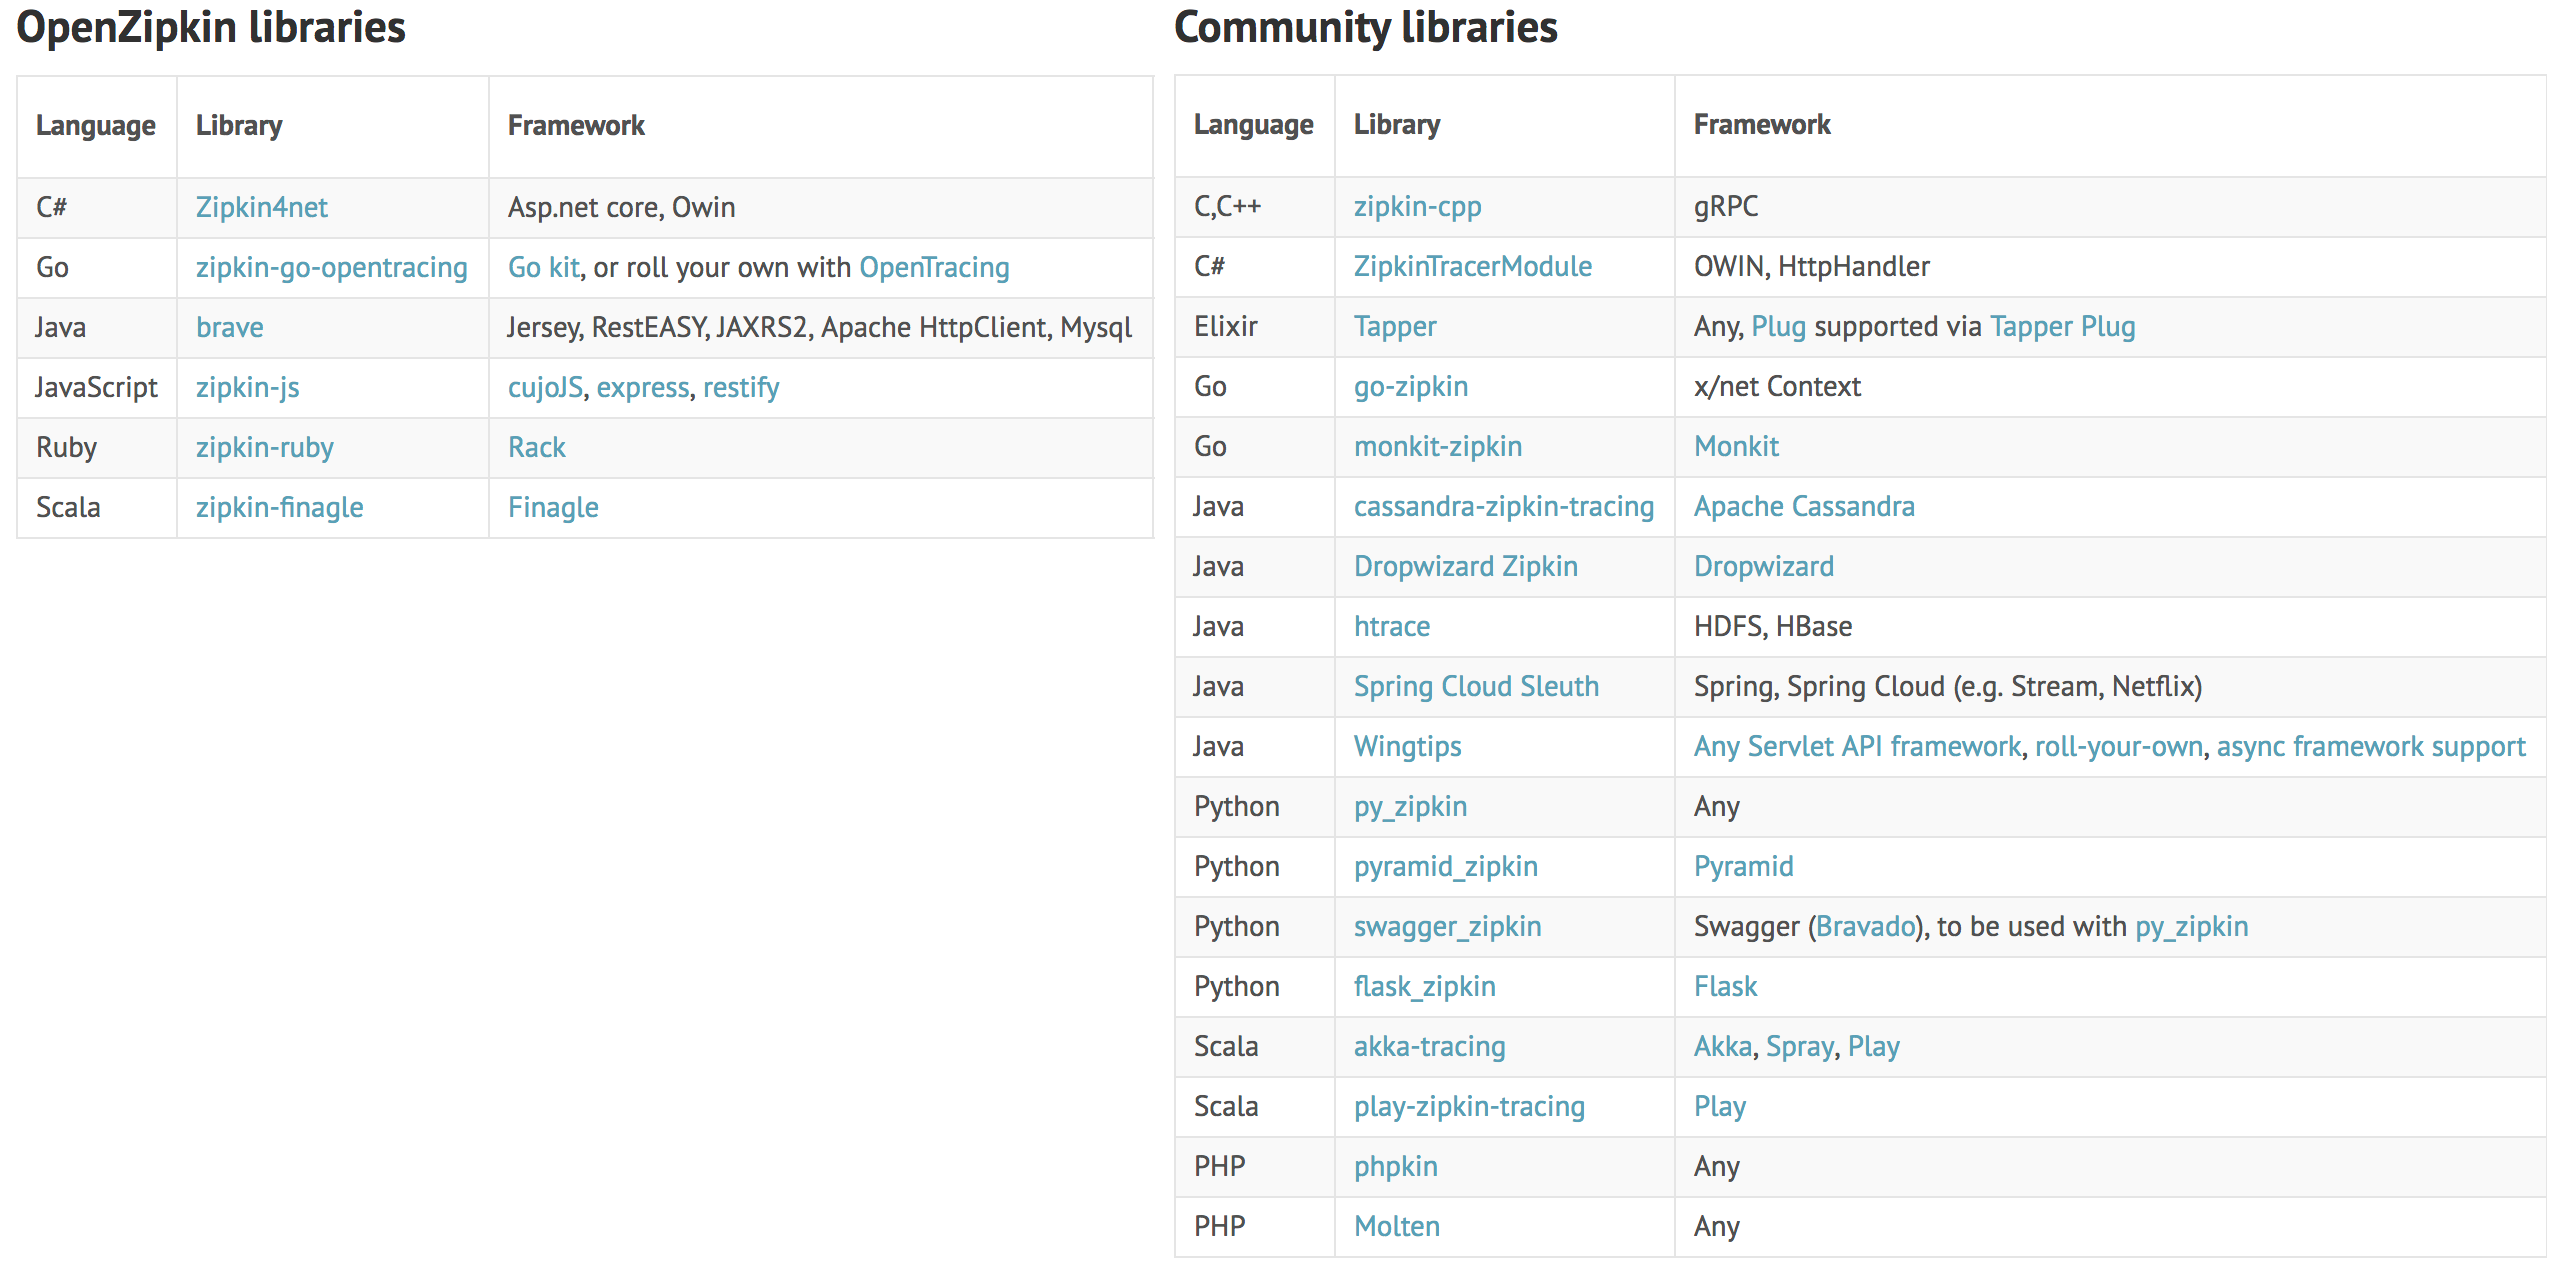 OpenZipkin libraries
Language Library Framework
C# Zipkin4net Asp.net core, Owin
Go zipkin-go-opentracing Go kit, or roll your own with OpenTracing
Java brave Jersey, RestEASY, JAXRS2, Apache HttpClient, Mysql
JavaScript zipkin-js cujoJS, express, restify
Ruby zipkin-ruby Rack
Scala zipkin-finagle Finagle
Community libraries
Language Library Framework
C,C++ zipkin-cpp gRPC
C# ZipkinTracerModule OWIN, HttpHandler
Elixir Tapper Any, Plug supported via Tapper Plug
Go go-zipkin x/net Context
Go monkit-zipkin Monkit
Java cassandra-zipkin-tracing Apache Cassandra
Java Dropwizard Zipkin Dropwizard
Java htrace HDFS, HBase
Java Spring Cloud Sleuth Spring, Spring Cloud (e.g. Stream, Netflix)
Java Wingtips Any Servlet API framework, roll-your-own, async framework support
Python py_zipkin Any
Python pyramid_zipkin Pyramid
Python swagger_zipkin Swagger (Bravado), to be used with py_zipkin
Python flask_zipkin Flask
Scala akka-tracing Akka, Spray, Play
Scala play-zipkin-tracing Play
PHP phpkin Any
PHP Molten Any